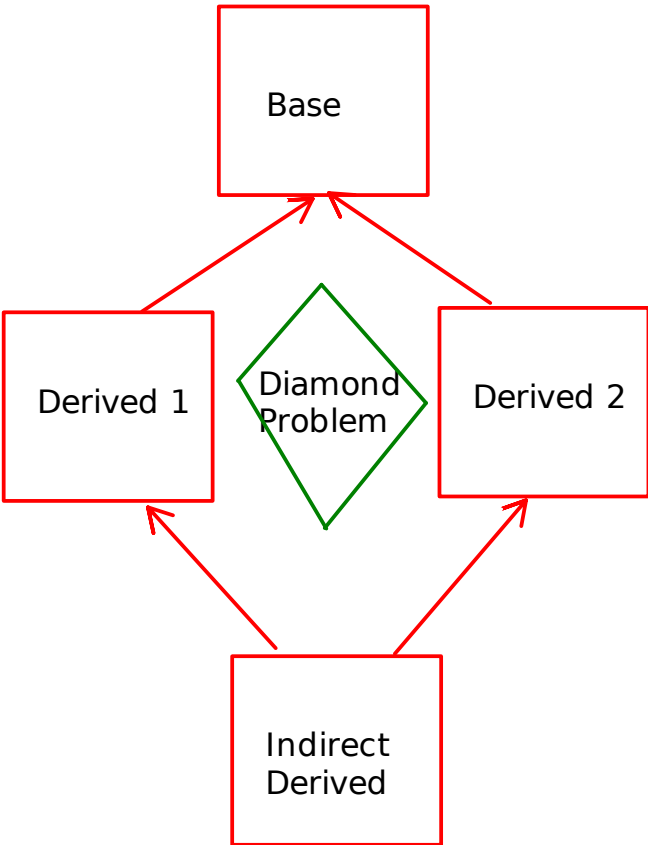 Base
Derived 1
Diamond
Problem
Derived 2
Indirect
Derived